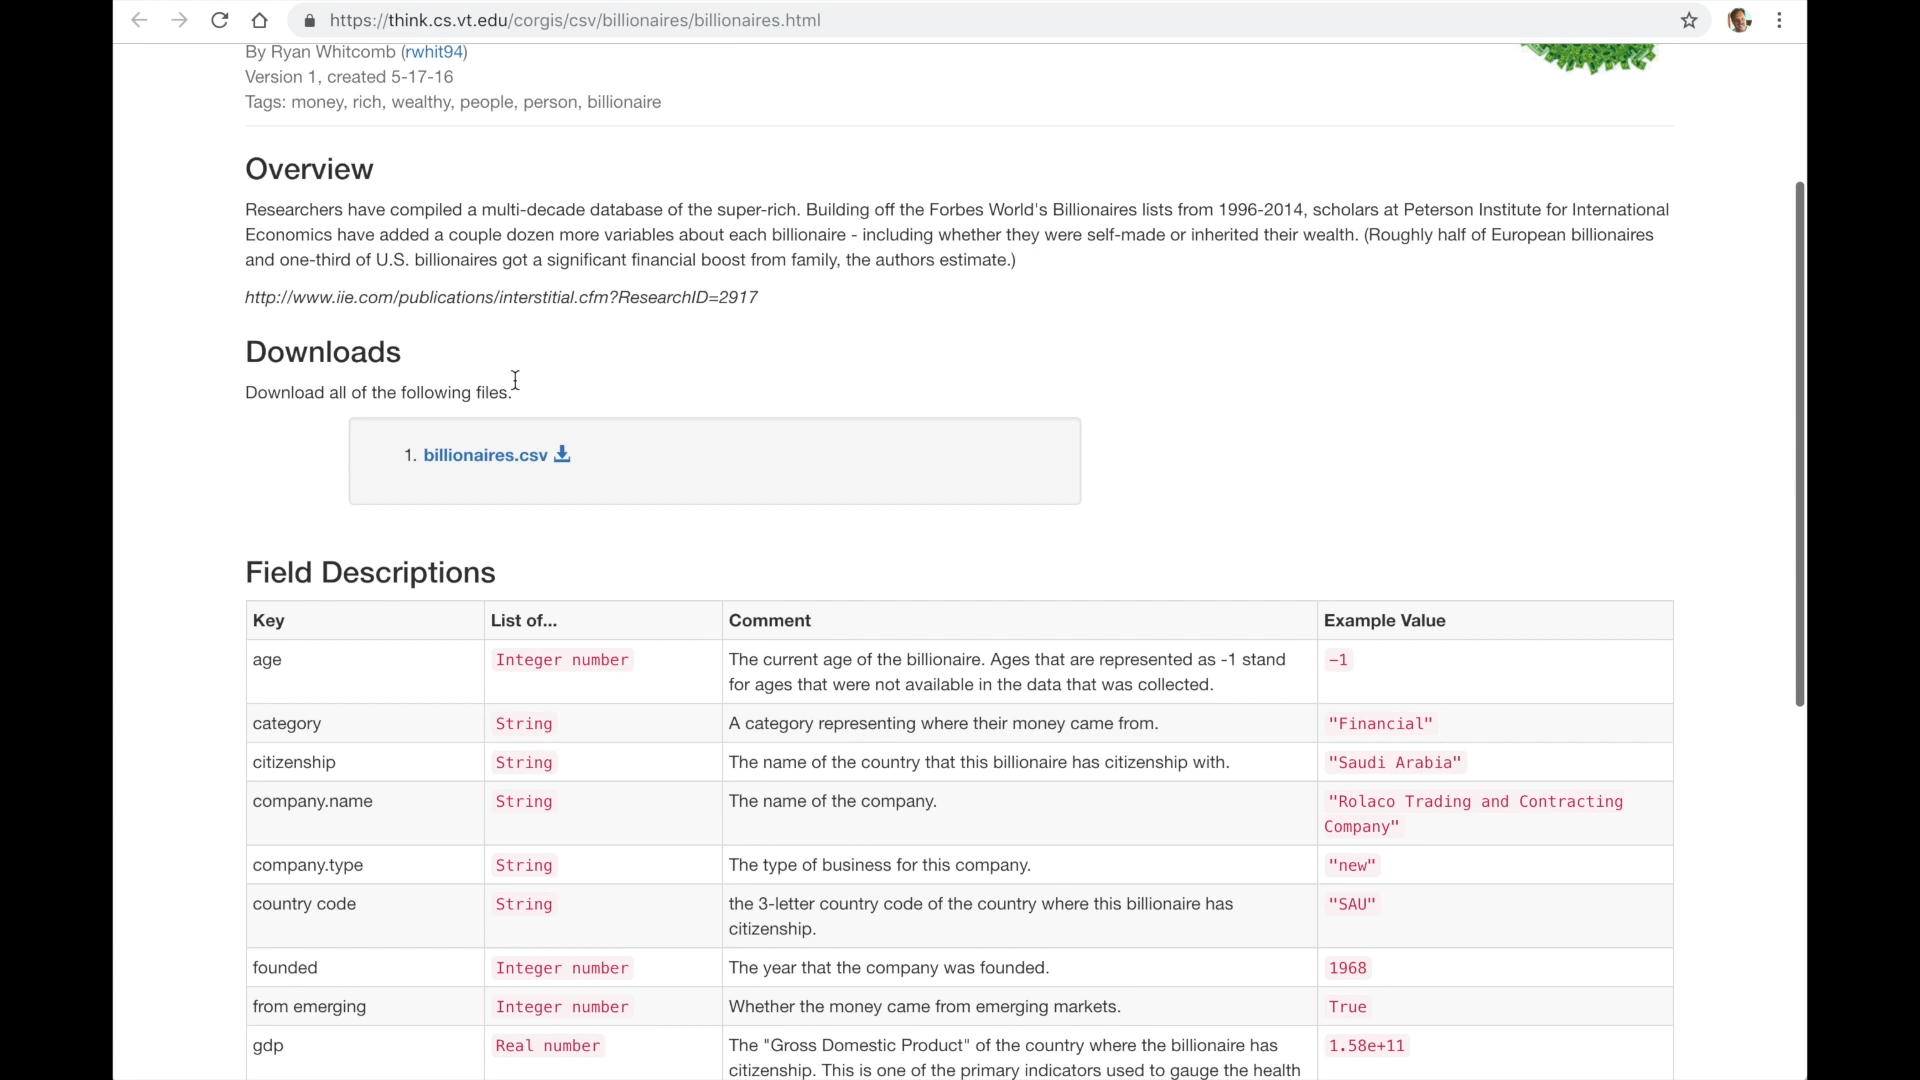 https://think.cs.vt.edu/corgis/csv/billionaires/billionaires.html
By Ryan Whitcomb (rwhit94)
Version 1, created 5-17-16
Tags: money, rich, wealthy, people, person, billionaire
Overview
Researchers have compiled a multi-decade database of the super-rich. Building off the Forbes World's Billionaires lists from 1996-2014, scholars at Peterson Institute for International
Economics have added a couple dozen more variables about each billionaire - including whether they were self-made or inherited their wealth. (Roughly half of European billionaires
and one-third of U.S. billionaires got a significant financial boost from family, the authors estimate.)
http://www.iie.com/publications/interstitial.cfm?ResearchID=2917
Downloads
Download all of the following files.
1. billionaires.csv
Field Descriptions
Key List of... Comment Example Value
age Integer number The current age of the billionaire. Ages that are represented as -1 stand −1
for ages that were not available in the data that was collected.
category String A category representing where their money came from. "Financial"
citizenship String The name of the country that this billionaire has citizenship with. "Saudi Arabia"
company.name String The name of the company. "Rolaco Trading and Contracting
Company"
company.type String The type of business for this company. "new"
country code String the 3-letter country code of the country where this billionaire has "SAU"
citizenship.
founded Integer number The year that the company was founded. 1968
from emerging Integer number Whether the money came from emerging markets. True
gdp Real number The "Gross Domestic Product" of the country where the billionaire has 1.58e+11
citizenship. This is one of the primary indicators used to gauge the health